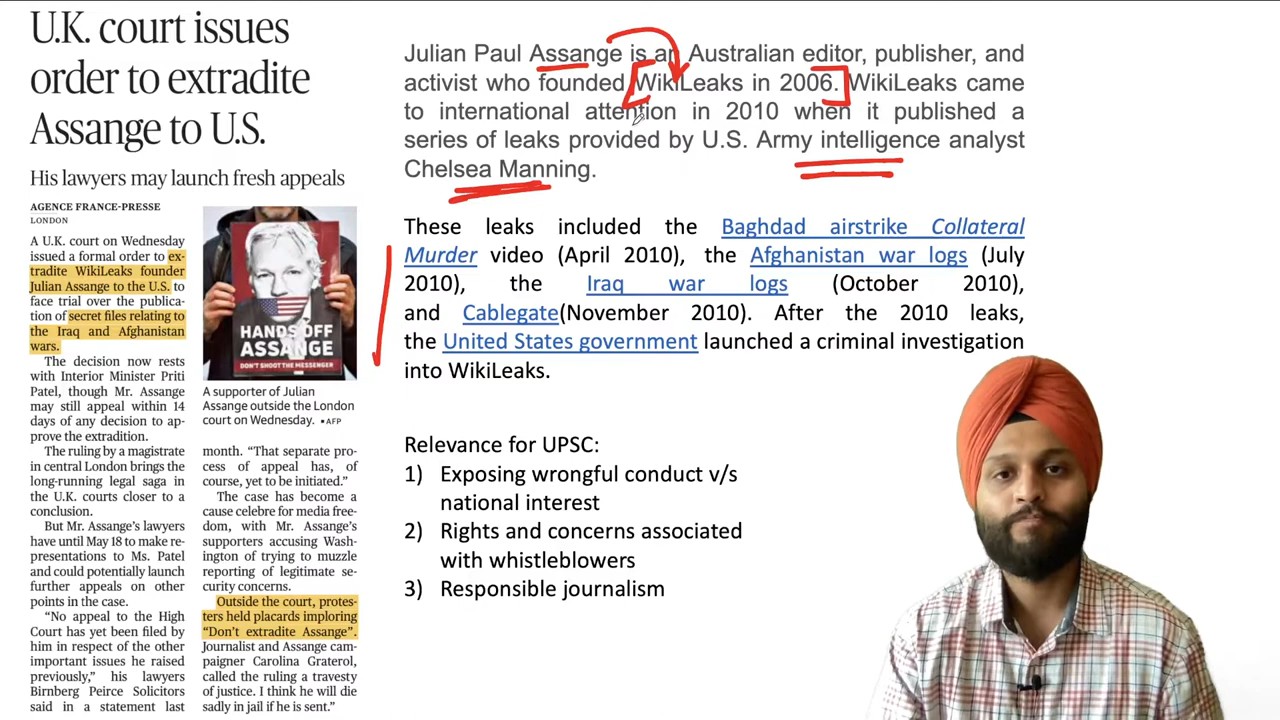 U.K. court issues
order to extradite
Assange to U.S.
His lawyers may launch fresh appeals
AGENCE FRANCE-PRESSE
LONDON
A U.K. court on Wednesday
issued a formal order to ex-
tradite WikiLeaks founder
Julian Assange to the U.S. to
face trial over the publica-
tion of secret files relating to
the Iraq and Afghanistan
wars.
The decision now rests
with Interior Minister Priti
Patel, though Mr. Assange
may still appeal within 14
days of any decision to ap-
prove the extradition.
The ruling by a magistrate
in central London brings the
long-running legal saga in
the U.K. courts closer to a
conclusion.
But Mr. Assange's lawyers
have until May 18 to make re-
presentations to Ms. Patel
and could potentially launch
further appeals on other
points in the case.
"No appeal to the High
Court has yet been filed by
him in respect of the other
important issues he raised
previously," his lawyers
Birnberg Peirce Solicitors
said in a statement last
HANDS OFF
ASSANGE
DON'T SHOOT THE MESSENGER
A supporter of Julian
Assange outside the London
court on Wednesday. • AFP
month. "That separate pro-
cess of appeal has, of
course, yet to be initiated."
The case has become a
cause celebre for media free-
dom, with Mr. Assange's
supporters accusing Wash-
ington of trying to muzzle
reporting of legitimate se-
curity concerns.
Outside the court, protes-
ters held placards imploring
"Don't extradite Assange".
Journalist and Assange cam-
paigner Carolina Graterol,
called the ruling a travesty
of justice. I think he will die
sadly in jail if he is sent."
Julian Paul Assange is an Australian editor, publisher, and
activist who founded WikiLeaks in 2006. WikiLeaks came
to international attention in 2010 when it published a
series of leaks provided by U.S. Army intelligence analyst
Chelsea Manning.
These leaks included the Baghdad airstrike Collateral
Murder video (April 2010), the Afghanistan war logs (July
2010), the Iraq war logs (October 2010),
and Cablegate(November 2010). After the 2010 leaks,
the United States government launched a criminal investigation
into WikiLeaks.
Relevance for UPSC:
1) Exposing wrongful conduct v/s
national interest
2) Rights and concerns associated
with whistleblowers
3) Responsible journalism